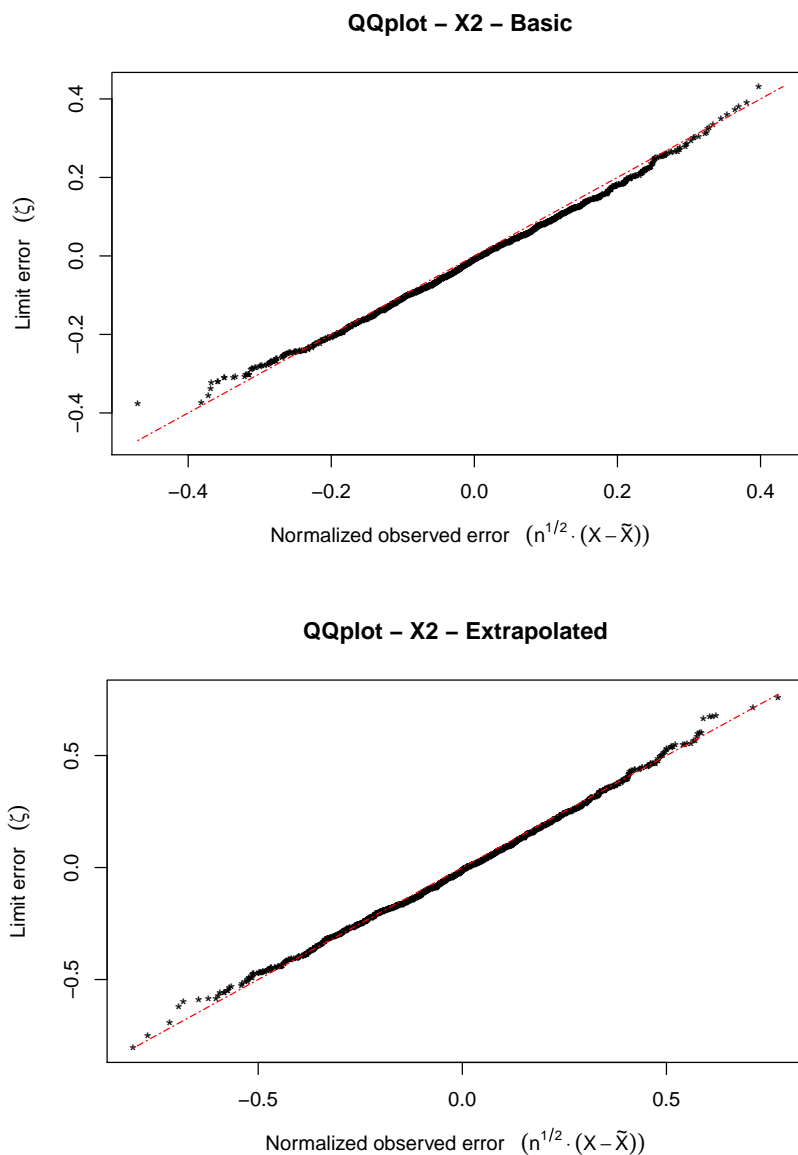 QQplot – X2 – Basic
0.4
0.2
0.0
−0.2
−0.4
Limit error (ζ)
−0.4 −0.2 0.0 0.2 0.4
Normalized observed error (n^{1/2} · (X − X̃))
QQplot – X2 – Extrapolated
0.5
0.0
−0.5
Limit error (ζ)
−0.5 0.0 0.5
Normalized observed error (n^{1/2} · (X − X̃))